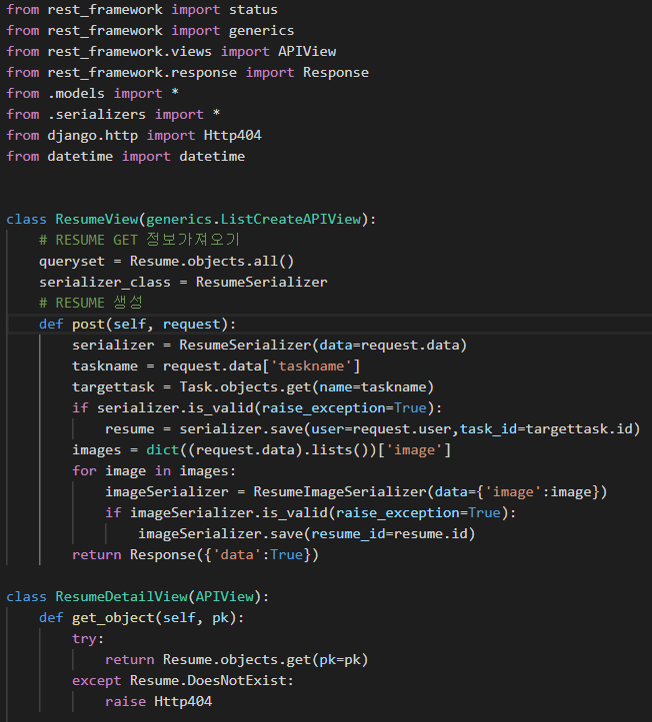 from rest_framework import status
from rest_framework import generics
from rest_framework.views import APIView
from rest_framework.response import Response
from .models import *
from .serializers import *
from django.http import Http404
from datetime import datetime
class ResumeView(generics.ListCreateAPIView):
    # RESUME GET 정보가져오기
    queryset = Resume.objects.all()
    serializer_class = ResumeSerializer
    # RESUME 생성
    def post(self, request):
        serializer = ResumeSerializer(data=request.data)
        taskname = request.data['taskname']
        targettask = Task.objects.get(name=taskname)
        if serializer.is_valid(raise_exception=True):
            resume = serializer.save(user=request.user,task_id=targettask.id)
        images = dict((request.data).lists())['image']
        for image in images:
            imageSerializer = ResumeImageSerializer(data={'image':image})
            if imageSerializer.is_valid(raise_exception=True):
                imageSerializer.save(resume_id=resume.id)
        return Response({'data':True})
class ResumeDetailView(APIView):
    def get_object(self, pk):
        try:
            return Resume.objects.get(pk=pk)
        except Resume.DoesNotExist:
            raise Http404